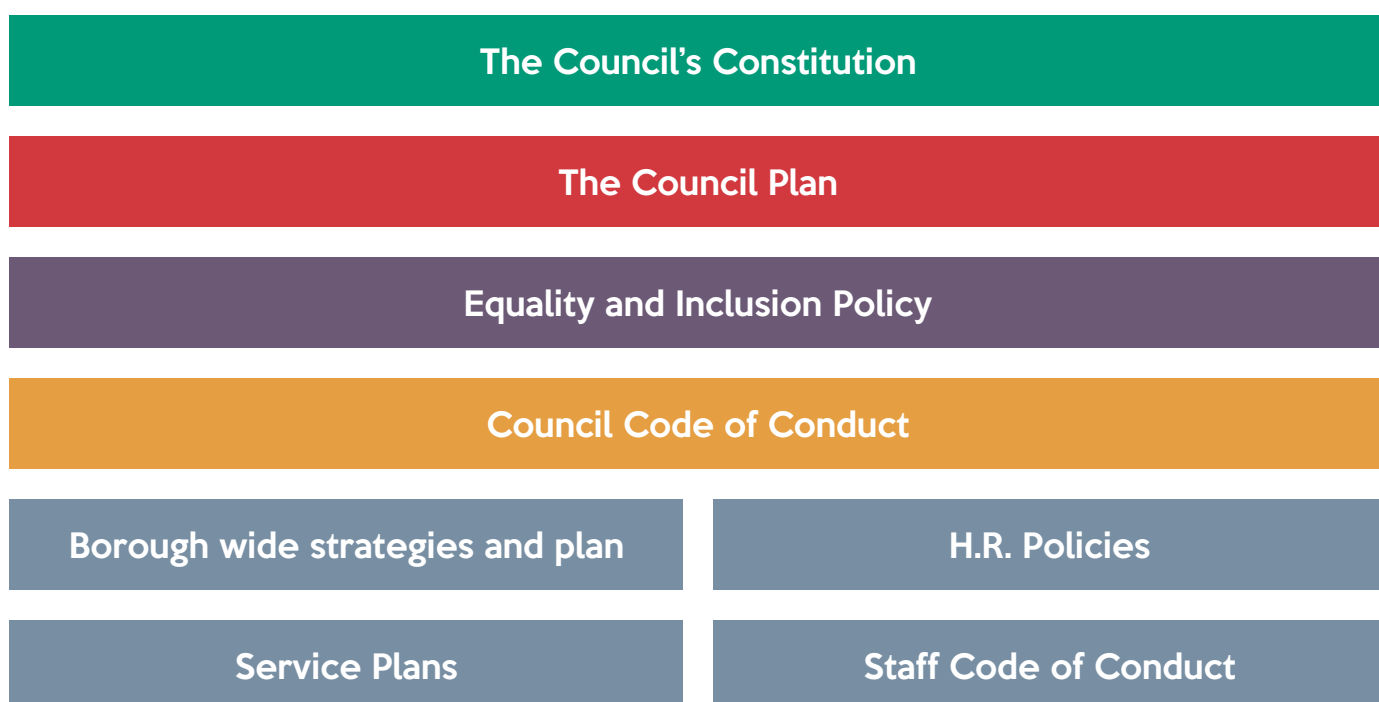 The Council’s Constitution
The Council Plan
Equality and Inclusion Policy
Council Code of Conduct
Borough wide strategies and plan
H.R. Policies
Service Plans
Staff Code of Conduct